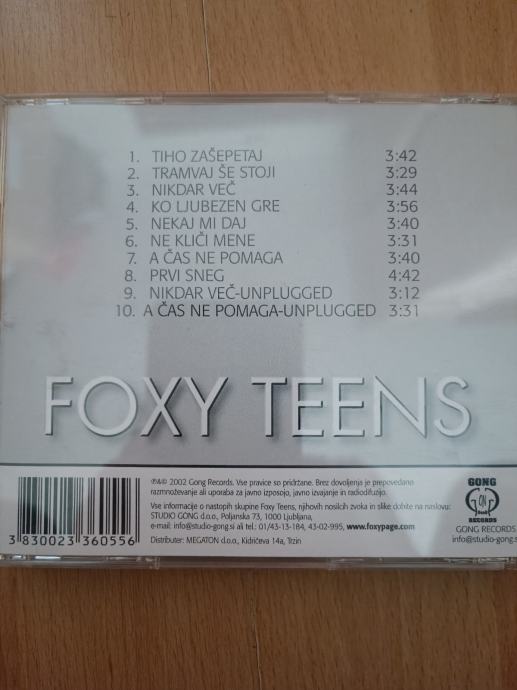 1. TIHO ZAŠEPETAJ 3:42
2. TRAMVAJ ŠE STOJI 3:29
3. NIKDAR VEČ 3:44
4. KO LJUBEZEN GRE 3:56
5. NEKAJ MI DAJ 3:40
6. NE KLIČI MENE 3:31
7. A ČAS NE POMAGA 3:40
8. PRVI SNEG 4:42
9. NIKDAR VEČ-UNPLUGGED 3:12
10. A ČAS NE POMAGA-UNPLUGGED 3:31
FOXY TEENS
℗&© 2002 Gong Records. Vse pravice so pridržane. Brez dovoljenja je prepovedano
razmnoževanje ali uporaba za javno izposojo, javno izvajanje in radiodifuzijo.
Vse informacije o nastopih skupine Foxy Teens, njihovih nosilcih zvoka in slike dobite na naslovu:
STUDIO GONG d.o.o., Poljanska 73, 1000 Ljubljana,
e-mail: info@studio-gong.si ali tel.: 01/43-13-184, 43-02-995, www.foxypage.com
Distributer: MEGATON d.o.o., Kidričeva 14a, Trzin
3 830023 360556
GONG
RECORDS
GONG RECORDS
info@studio-gong.s